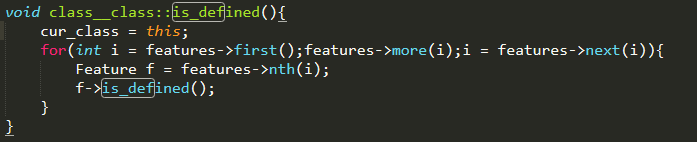 void class__class::is_defined(){
cur_class = this;
for(int i = features->first();features->more(i);i = features->next(i)){
Feature f = features->nth(i);
f->is_defined();
}
}